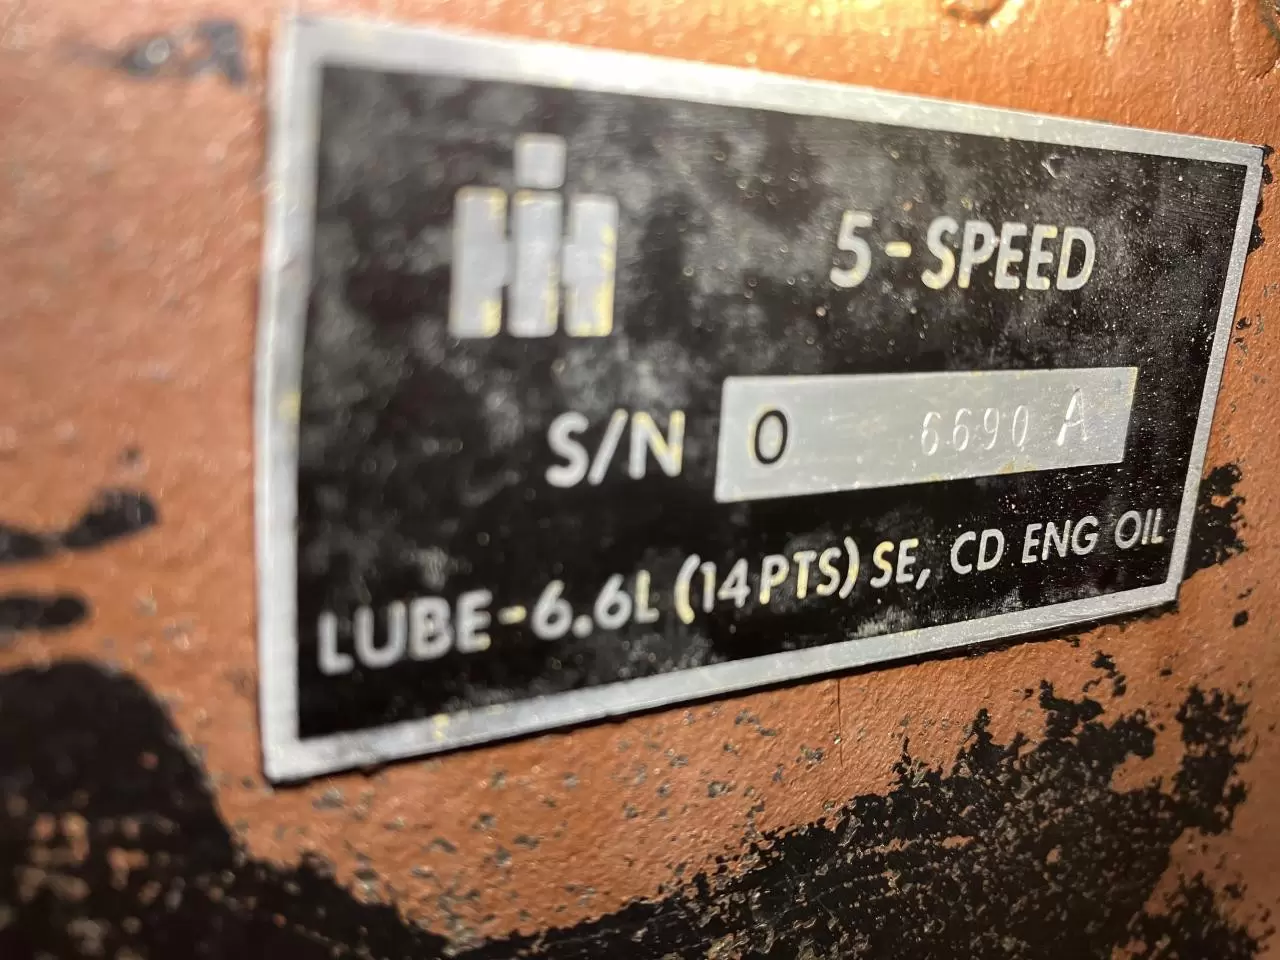 5-SPEED
S/N 0 6690 A
LUBE-6.6L (14PTS) SE, CD ENG OIL